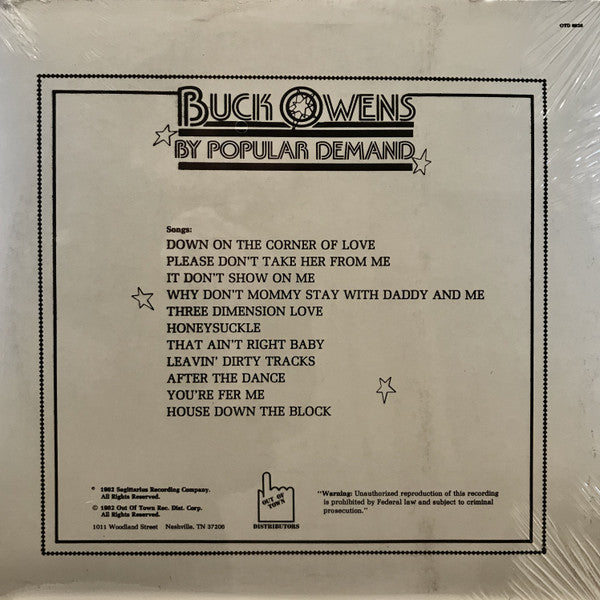 BUCK OWENS
BY POPULAR DEMAND
Songs:
DOWN ON THE CORNER OF LOVE
PLEASE DON'T TAKE HER FROM ME
IT DON'T SHOW ON ME
WHY DON'T MOMMY STAY WITH DADDY AND ME
THREE DIMENSION LOVE
HONEYSUCKLE
THAT AIN'T RIGHT BABY
LEAVIN' DIRTY TRACKS
AFTER THE DANCE
YOU'RE FER ME
HOUSE DOWN THE BLOCK
℗ 1982 Sagittarius Recording Company.
All Rights Reserved.
© 1982 Out Of Town Rec. Dist. Corp.
All Rights Reserved.
1011 Woodland Street Nashville, TN 37206
OUT OF
TOWN
DISTRIBUTORS
"Warning: Unauthorized reproduction of this recording
is prohibited by Federal law and subject to criminal
prosecution."